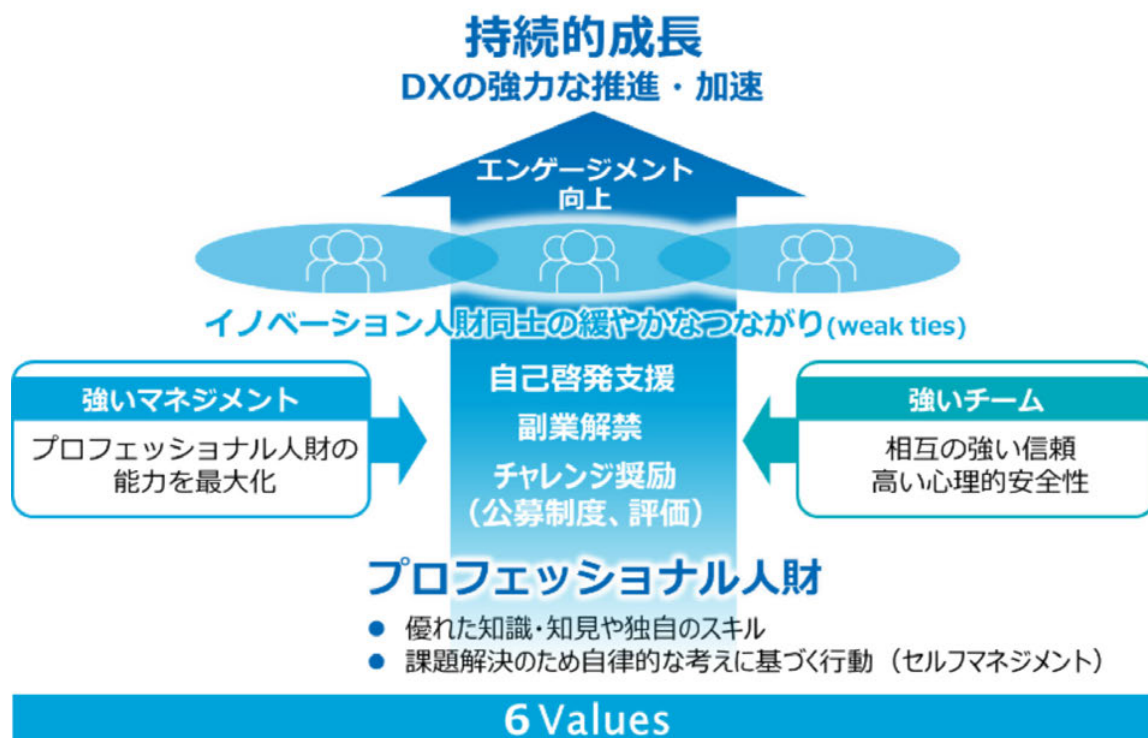 持続的成長
DXの強力な推進・加速
エンゲージメント
向上
イノベーション人財同士の緩やかなつながり(weak ties)
強いマネジメント
プロフェッショナル人財の
能力を最大化
自己啓発支援
副業解禁
チャレンジ奨励
（公募制度、評価）
強いチーム
相互の強い信頼
高い心理的安全性
プロフェッショナル人財
● 優れた知識・知見や独自のスキル
● 課題解決のため自律的な考えに基づく行動（セルフマネジメント）
6 Values